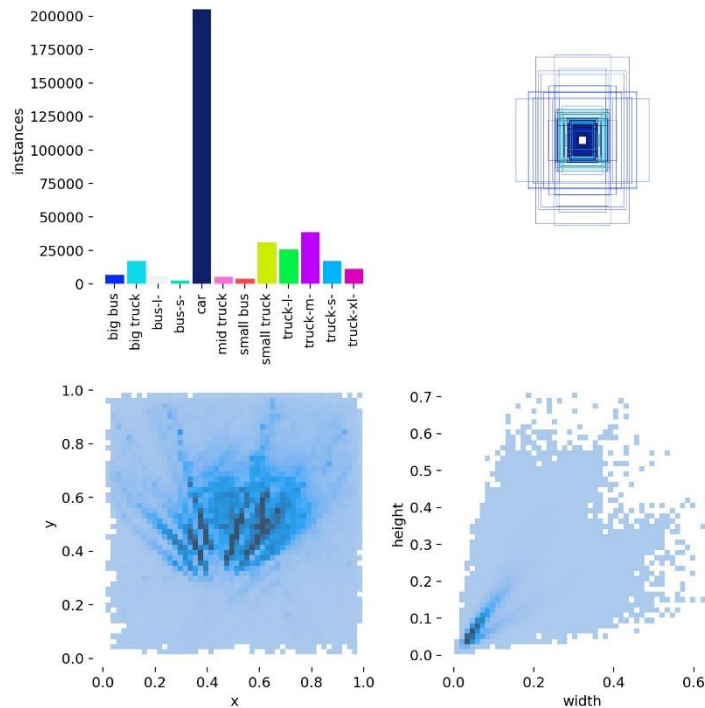 200000
175000
150000
125000
100000
75000
50000
25000
0
instances
big bus
big truck
bus-l-
bus-s-
car
mid truck
small bus
small truck
truck-l-
truck-m-
truck-s-
truck-xl-
1.0
0.8
0.6
0.4
0.2
0.0
y
0.0 0.2 0.4 0.6 0.8 1.0
x
0.7
0.6
0.5
0.4
0.3
0.2
0.1
0.0
height
0.0 0.2 0.4 0.6
width